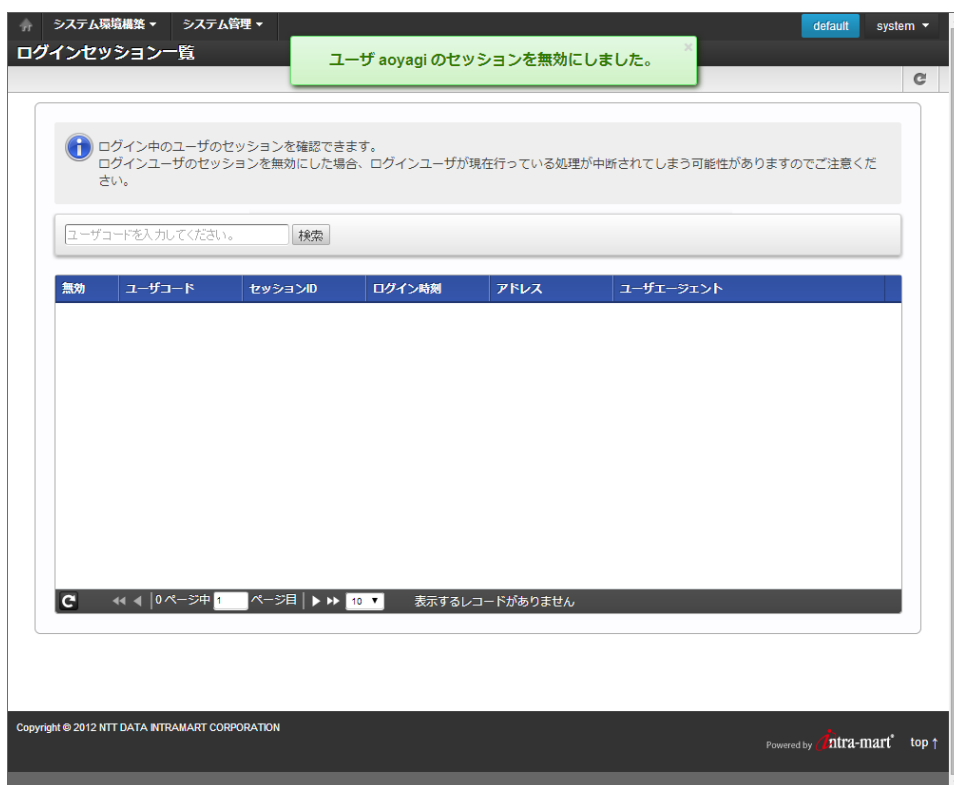 システム環境構築 ▼ システム管理 ▼ default system ▼
ログインセッション一覧
ユーザ aoyagi のセッションを無効にしました。
×
ログイン中のユーザのセッションを確認できます。
ログインユーザのセッションを無効にした場合、ログインユーザが現在行っている処理が中断されてしまう可能性がありますのでご注意くだ
さい。
ユーザコードを入力してください。 検索
無効 ユーザコード セッションID ログイン時刻 アドレス ユーザエージェント
0 ページ中 1 ページ目 10 ▼ 表示するレコードがありません
Copyright © 2012 NTT DATA INTRAMART CORPORATION
Powered by intra-mart top ↑